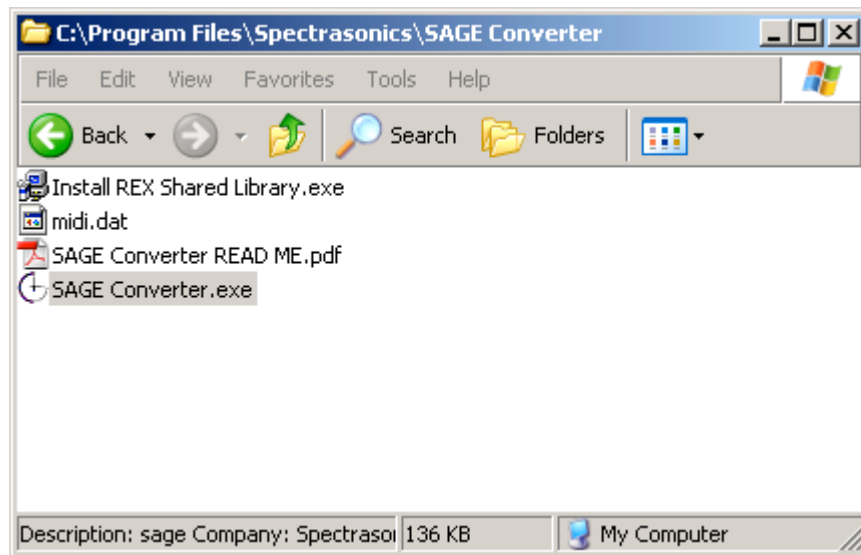 C:\Program Files\Spectrasonics\SAGE Converter
File Edit View Favorites Tools Help
Back Search Folders
Install REX Shared Library.exe
midi.dat
SAGE Converter READ ME.pdf
SAGE Converter.exe
Description: sage Company: Spectraso 136 KB My Computer